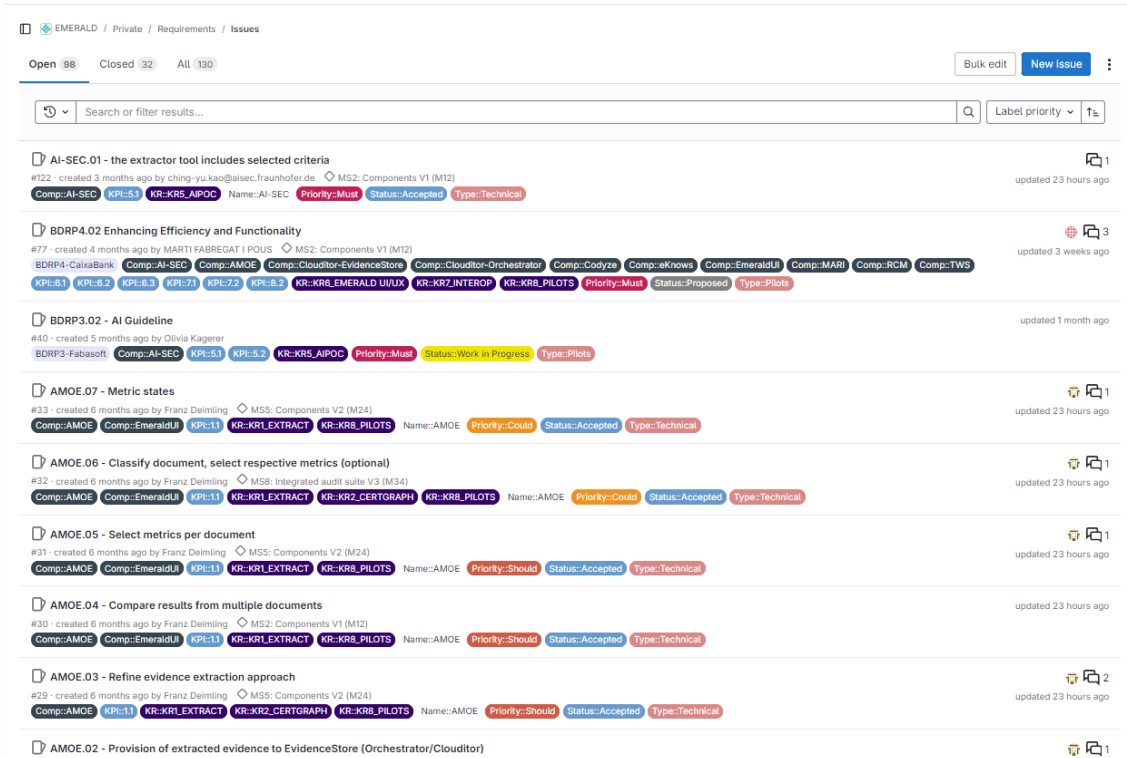 EMERALD / Private / Requirements / Issues
Open 98 Closed 32 All 130 Bulk edit New issue
Search or filter results... Label priority
AI-SEC.01 - the extractor tool includes selected criteria 1
#122 · created 3 months ago by ching-yu.kao@aisec.fraunhofer.de MS2: Components V1 (M12) updated 23 hours ago
Comp::AI-SEC KPI::5.1 KR::KR5_AIPOC Name::AI-SEC Priority::Must Status::Accepted Type::Technical
BDRP4.02 Enhancing Efficiency and Functionality 3
#77 · created 4 months ago by MARTI FABREGAT I POUS MS2: Components V1 (M12) updated 3 weeks ago
BDRP4-CaixaBank Comp::AI-SEC Comp::AMOE Comp::Clouditor-EvidenceStore Comp::Clouditor-Orchestrator Comp::Codyze Comp::eKnows Comp::EmeraldUI Comp::MARI Comp::RCM Comp::TWS
KPI::6.1 KPI::6.2 KPI::6.3 KPI::7.1 KPI::7.2 KPI::8.2 KR::KR6_EMERALD UI/UX KR::KR7_INTEROP KR::KR8_PILOTS Priority::Must Status::Proposed Type::Pilots
BDRP3.02 - AI Guideline updated 1 month ago
#40 · created 5 months ago by Olivia Kagerer
BDRP3-Fabasoft Comp::AI-SEC KPI::5.1 KPI::5.2 KR::KR5_AIPOC Priority::Must Status::Work in Progress Type::Pilots
AMOE.07 - Metric states 1
#33 · created 6 months ago by Franz Deimling MS5: Components V2 (M24) updated 23 hours ago
Comp::AMOE Comp::EmeraldUI KPI::1.1 KR::KR1_EXTRACT KR::KR8_PILOTS Name::AMOE Priority::Could Status::Accepted Type::Technical
AMOE.06 - Classify document, select respective metrics (optional) 1
#32 · created 6 months ago by Franz Deimling MS8: Integrated audit suite V3 (M34) updated 23 hours ago
Comp::AMOE Comp::EmeraldUI KPI::1.1 KR::KR1_EXTRACT KR::KR2_CERTGRAPH KR::KR8_PILOTS Name::AMOE Priority::Could Status::Accepted Type::Technical
AMOE.05 - Select metrics per document 1
#31 · created 6 months ago by Franz Deimling MS5: Components V2 (M24) updated 23 hours ago
Comp::AMOE Comp::EmeraldUI KPI::1.1 KR::KR1_EXTRACT KR::KR8_PILOTS Name::AMOE Priority::Should Status::Accepted Type::Technical
AMOE.04 - Compare results from multiple documents updated 23 hours ago
#30 · created 6 months ago by Franz Deimling MS2: Components V1 (M12)
Comp::AMOE Comp::EmeraldUI KPI::1.1 KR::KR1_EXTRACT KR::KR8_PILOTS Name::AMOE Priority::Should Status::Accepted Type::Technical
AMOE.03 - Refine evidence extraction approach 2
#29 · created 6 months ago by Franz Deimling MS5: Components V2 (M24) updated 23 hours ago
Comp::AMOE KPI::1.1 KR::KR1_EXTRACT KR::KR2_CERTGRAPH KR::KR8_PILOTS Name::AMOE Priority::Should Status::Accepted Type::Technical
AMOE.02 - Provision of extracted evidence to EvidenceStore (Orchestrator/Clouditor) 1